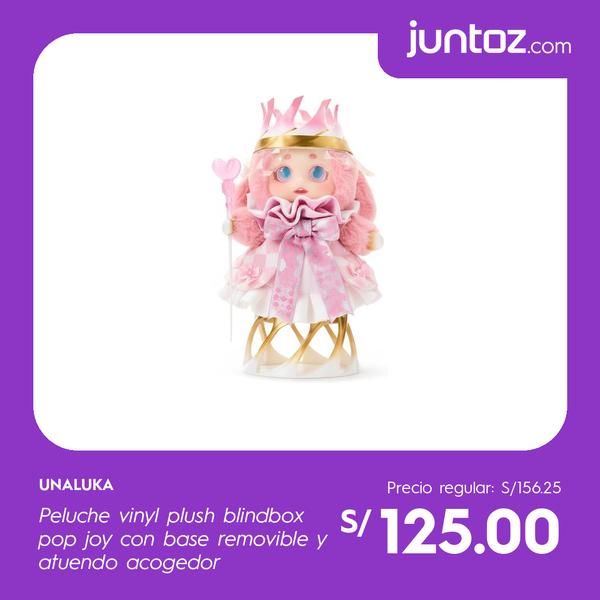 juntoz.com
UNALUKA
Peluche vinyl plush blindbox
pop joy con base removible y
atuendo acogedor
Precio regular: S/156.25
S/125.00